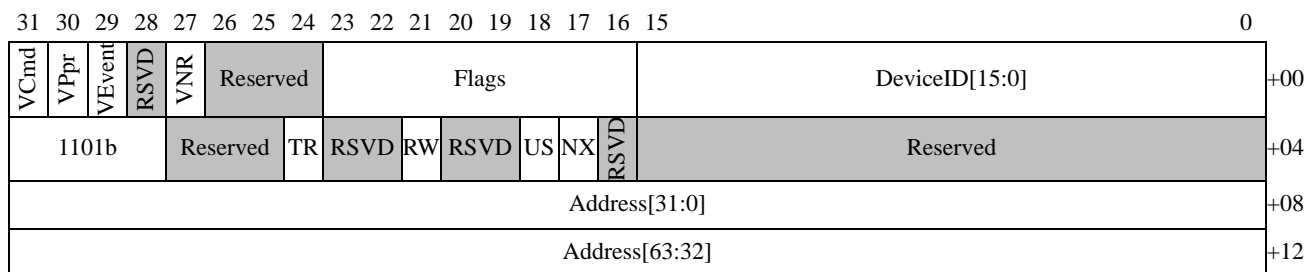 31 30 29 28 27 26 25 24 23 22 21 20 19 18 17 16 15 0
VCmd VPpr VEvent RSVD VNR Reserved Flags DeviceID[15:0] +00
1101b Reserved TR RSVD RW RSVD US NX RSVD Reserved +04
Address[31:0] +08
Address[63:32] +12